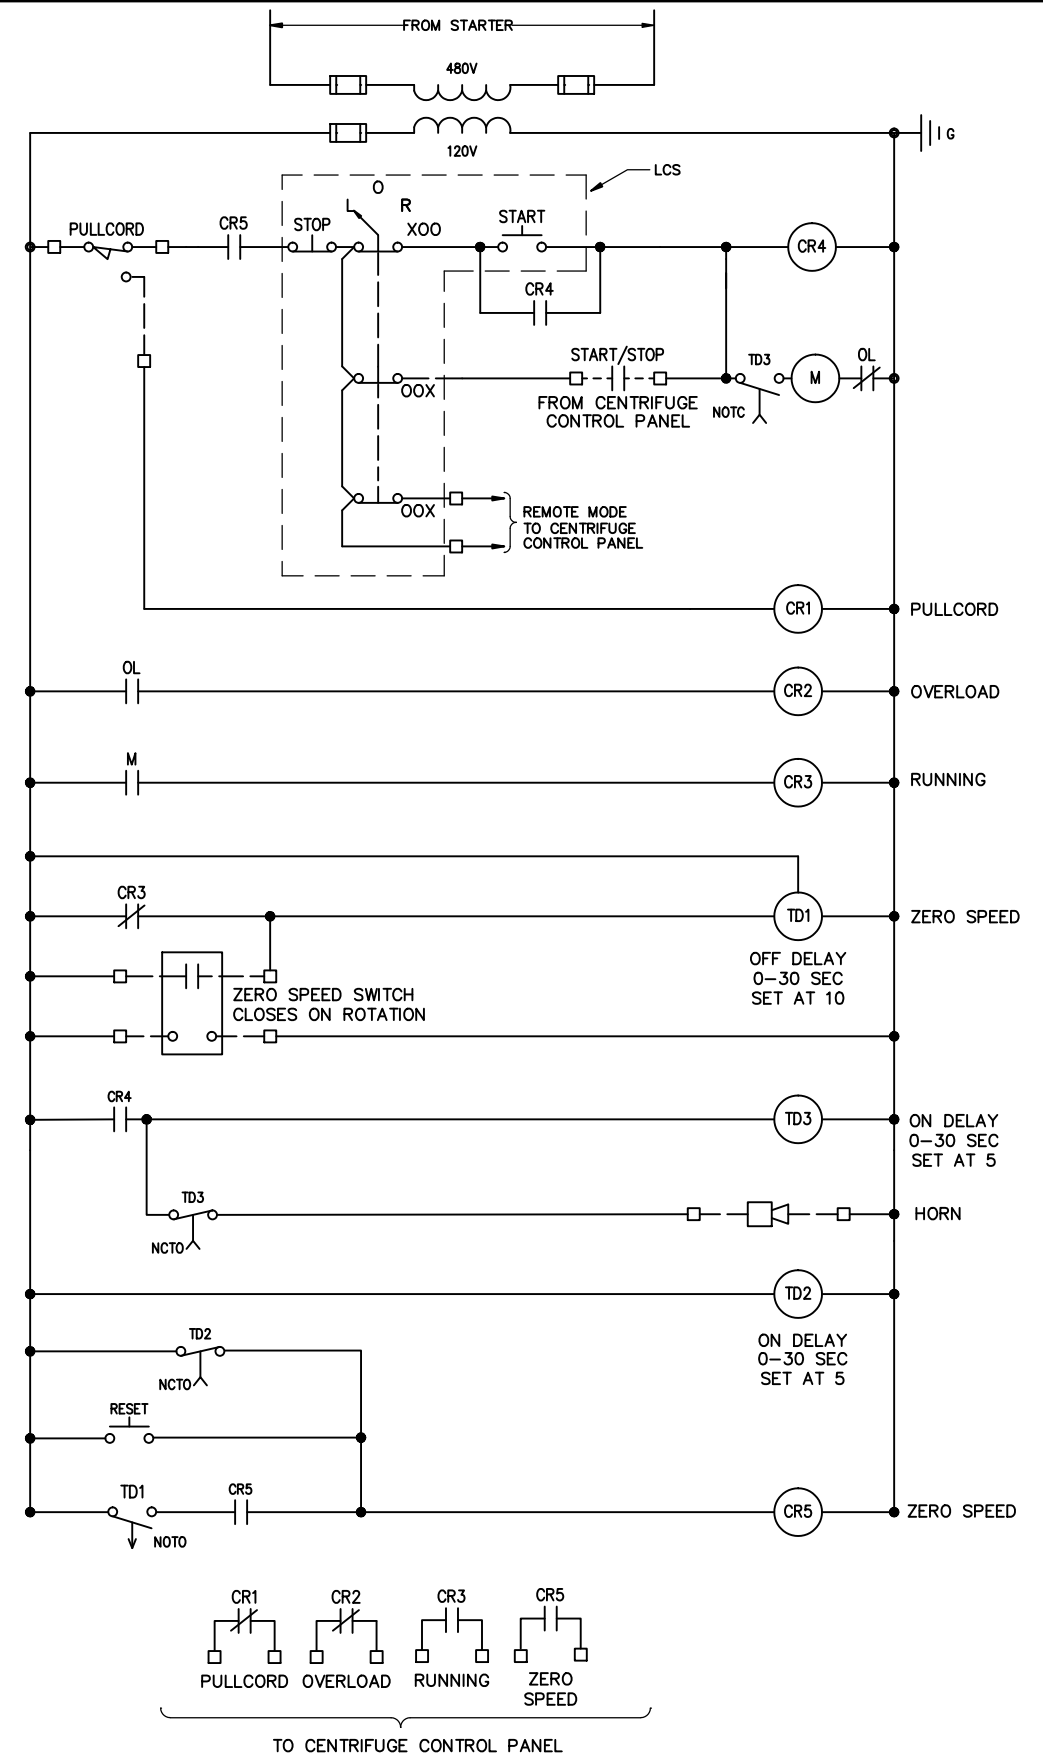 FROM STARTER
480V
120V
G
LCS
O
L
R
PULLCORD
CR5
STOP
XOO
START
CR4
CR4
START/STOP
TD3
M
OL
OOX
FROM CENTRIFUGE
CONTROL PANEL
NOTC
OOX
REMOTE MODE
TO CENTRIFUGE
CONTROL PANEL
CR1
PULLCORD
OL
CR2
OVERLOAD
M
CR3
RUNNING
CR3
TD1
ZERO SPEED
OFF DELAY
0-30 SEC
SET AT 10
ZERO SPEED SWITCH
CLOSES ON ROTATION
CR4
TD3
ON DELAY
0-30 SEC
SET AT 5
TD3
NCTO
HORN
TD2
ON DELAY
0-30 SEC
SET AT 5
TD2
NCTO
RESET
TD1
CR5
NOTO
CR5
ZERO SPEED
CR1
CR2
CR3
CR5
PULLCORD
OVERLOAD
RUNNING
ZERO
SPEED
TO CENTRIFUGE CONTROL PANEL